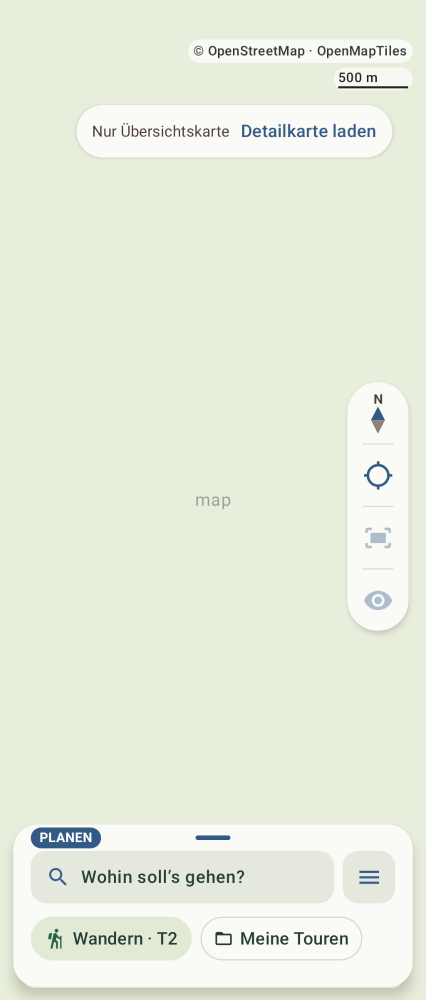 © OpenStreetMap · OpenMapTiles
500 m
Nur Übersichtskarte Detailkarte laden
N
map
PLANEN
Wohin soll’s gehen?
Wandern · T2 Meine Touren